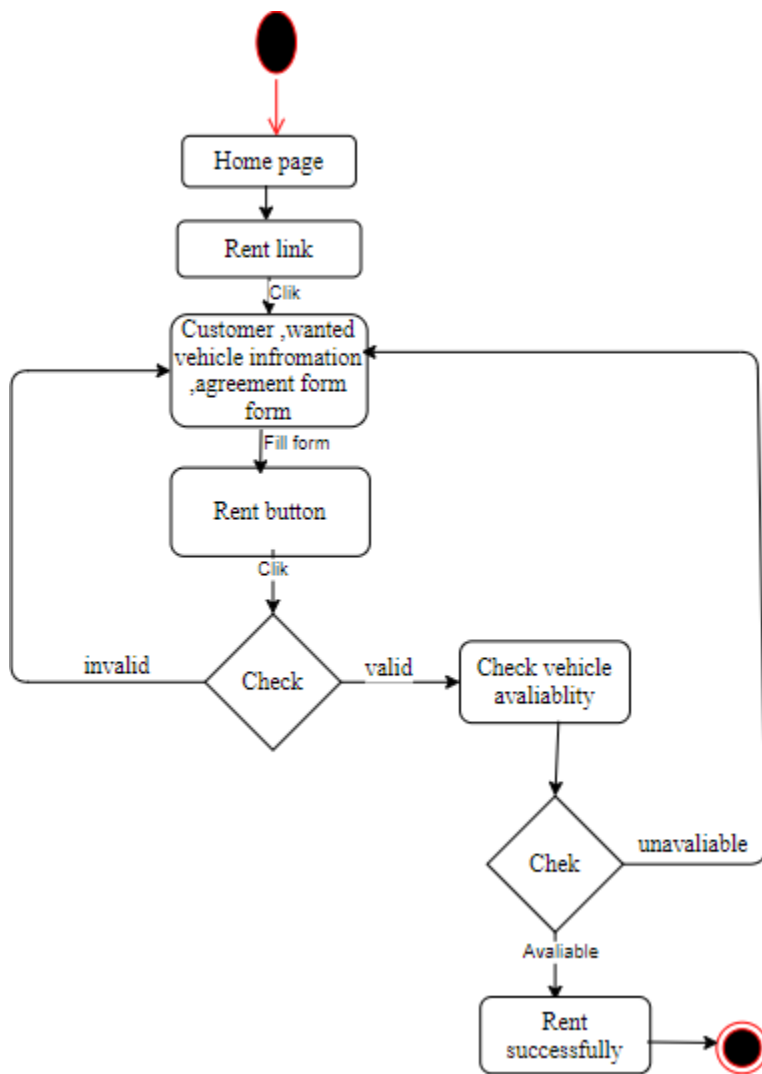 Home page
Rent link
Clik
Customer ,wanted
vehicle infromation
,agreement form
form
Fill form
Rent button
Clik
invalid
Check
valid
Check vehicle
avaliablity
Chek
unavaliable
Avaliable
Rent
successfully